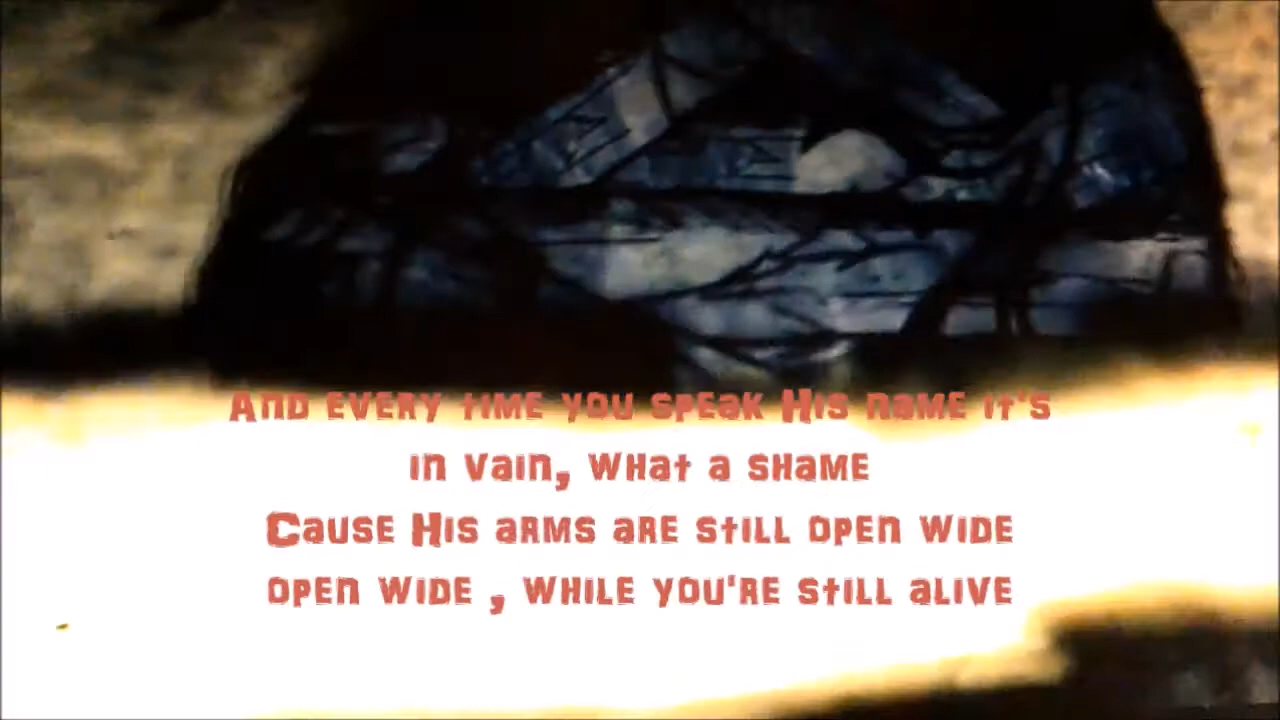 And every time you speak His name it's
in vain, what a shame
Cause His arms are still open wide
open wide , while you're still alive